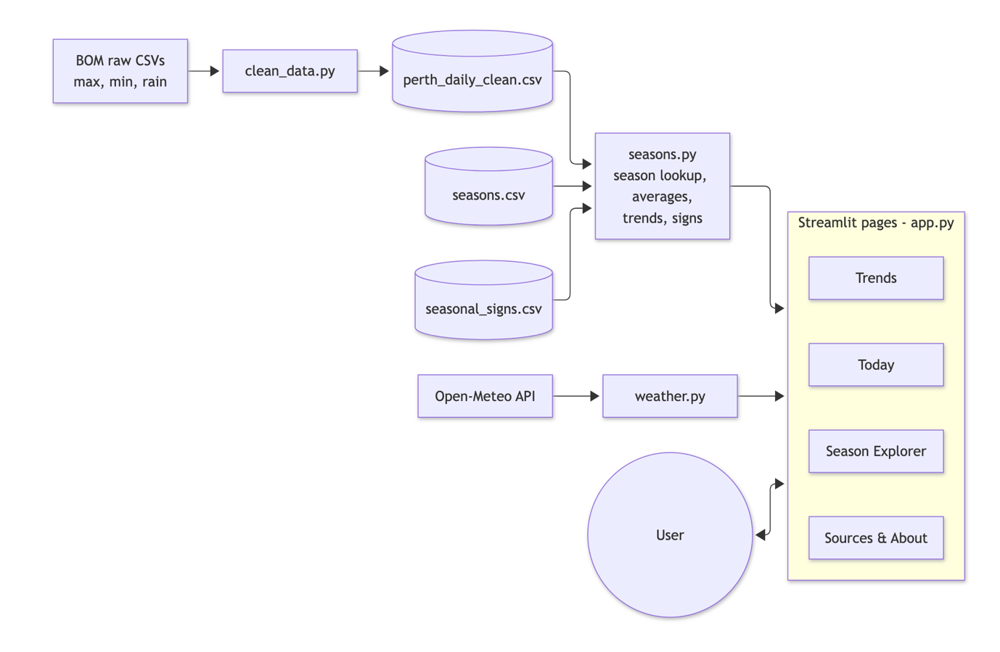 BOM raw CSVs
max, min, rain
clean_data.py
perth_daily_clean.csv
seasons.csv
seasonal_signs.csv
seasons.py
season lookup,
averages,
trends, signs
Open-Meteo API
weather.py
User
Streamlit pages - app.py
Trends
Today
Season Explorer
Sources & About